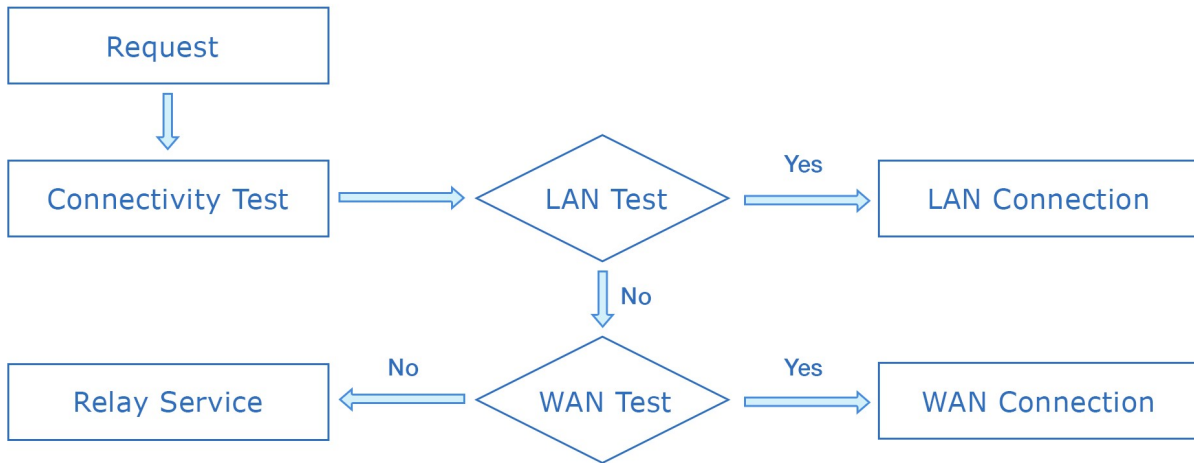 Request
Connectivity Test
LAN Test
Yes
LAN Connection
No
Relay Service
No
WAN Test
Yes
WAN Connection